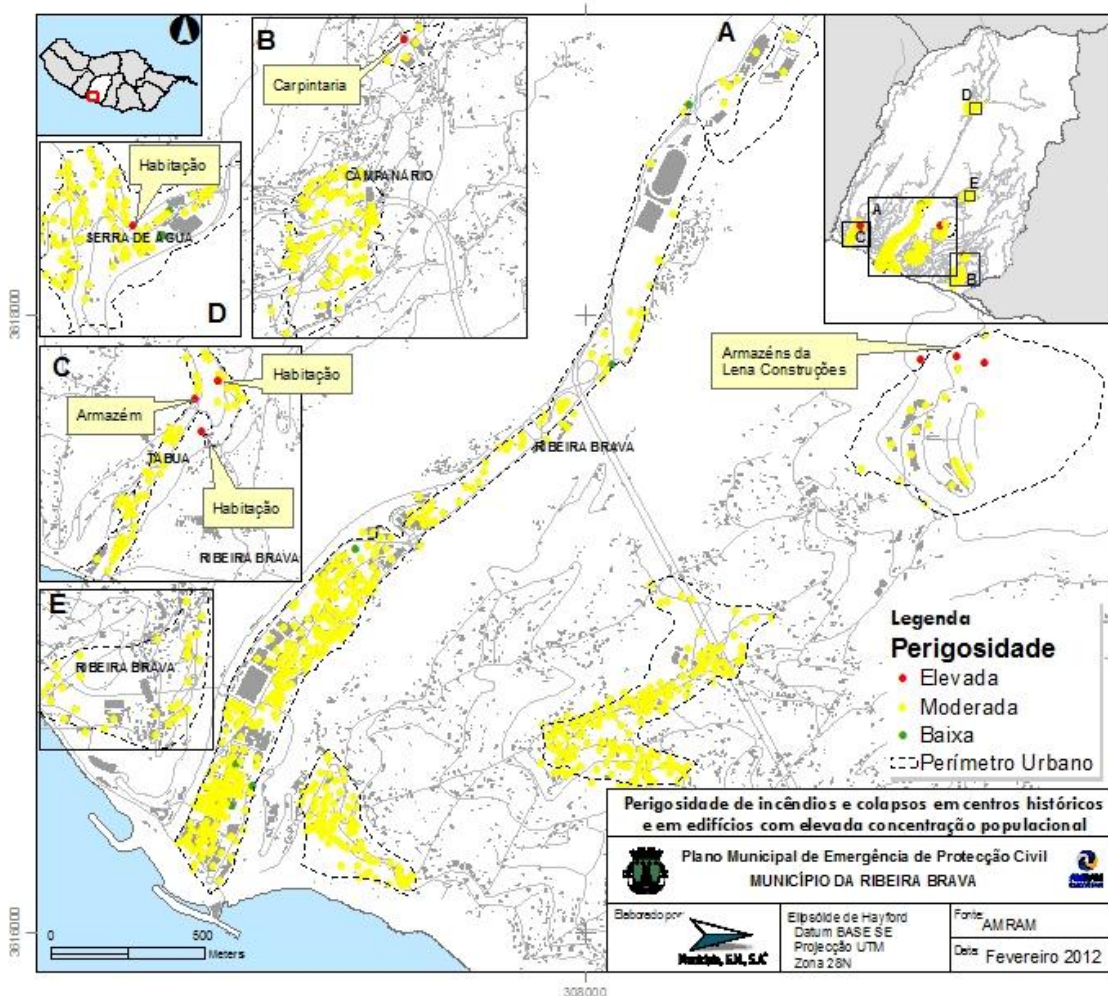 B
Carpintaria
CAMPANÁRIO
A
D
E
A
C
B
Habitação
SERRA DE ÁGUA
D
3618000
C
Habitação
Armazém
TABUA
Habitação
RIBEIRA BRAVA
Armazéns da
Lena Construções
RIBEIRA BRAVA
E
RIBEIRA BRAVA
Legenda
Perigosidade
Elevada
Moderada
Baixa
Perímetro Urbano
Perigosidade de incêndios e colapsos em centros históricos
e em edifícios com elevada concentração populacional
Plano Municipal de Emergência de Protecção Civil
MUNICÍPIO DA RIBEIRA BRAVA
AMRAM
Elaborado por:
Município, E.M., S.A.
Elipsóide de Hayford
Datum BASE SE
Projecção UTM
Zona 28N
Fonte: AMRAM
Data: Fevereiro 2012
3616000
0 500
Meters
308000